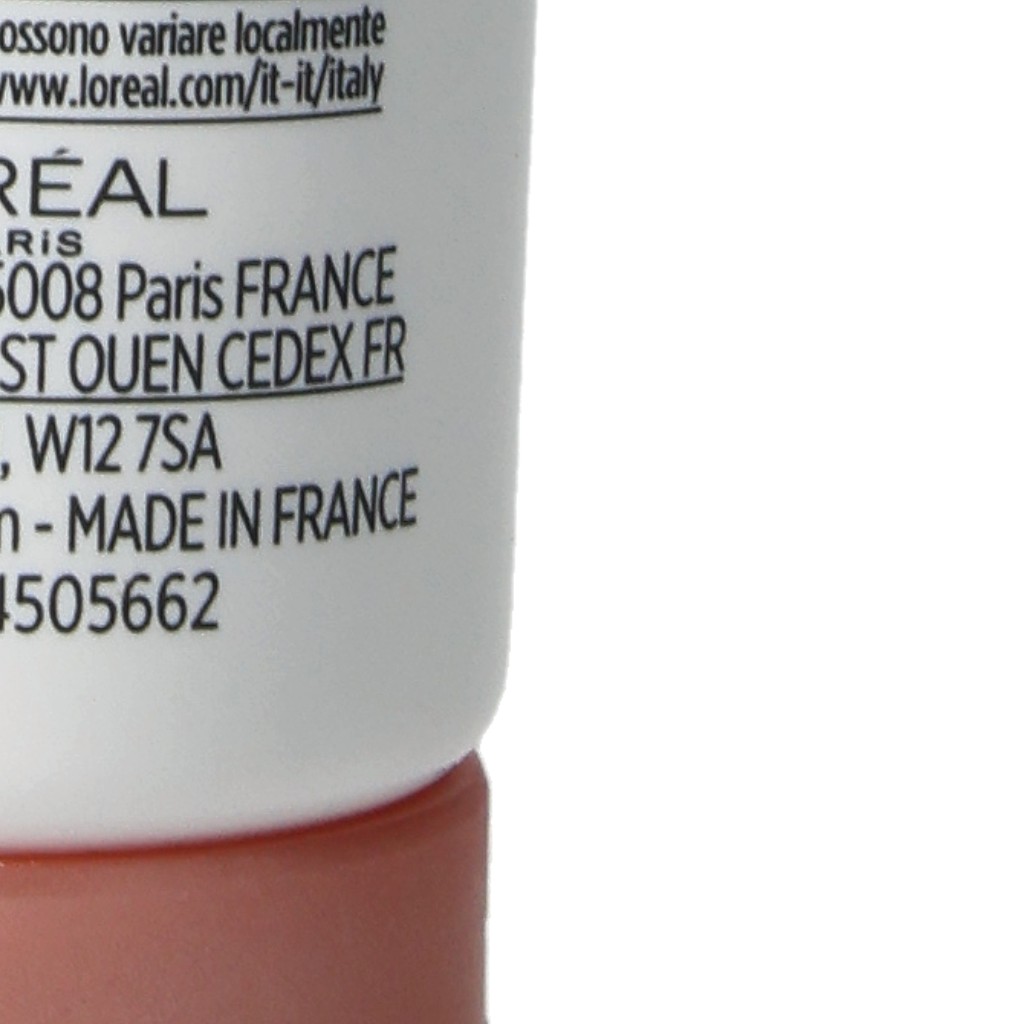 ossono variare localmente
www.loreal.com/it-it/italy
RÉAL
ARiS
5008 Paris FRANCE
ST OUEN CEDEX FR
, W12 7SA
- MADE IN FRANCE
4505662